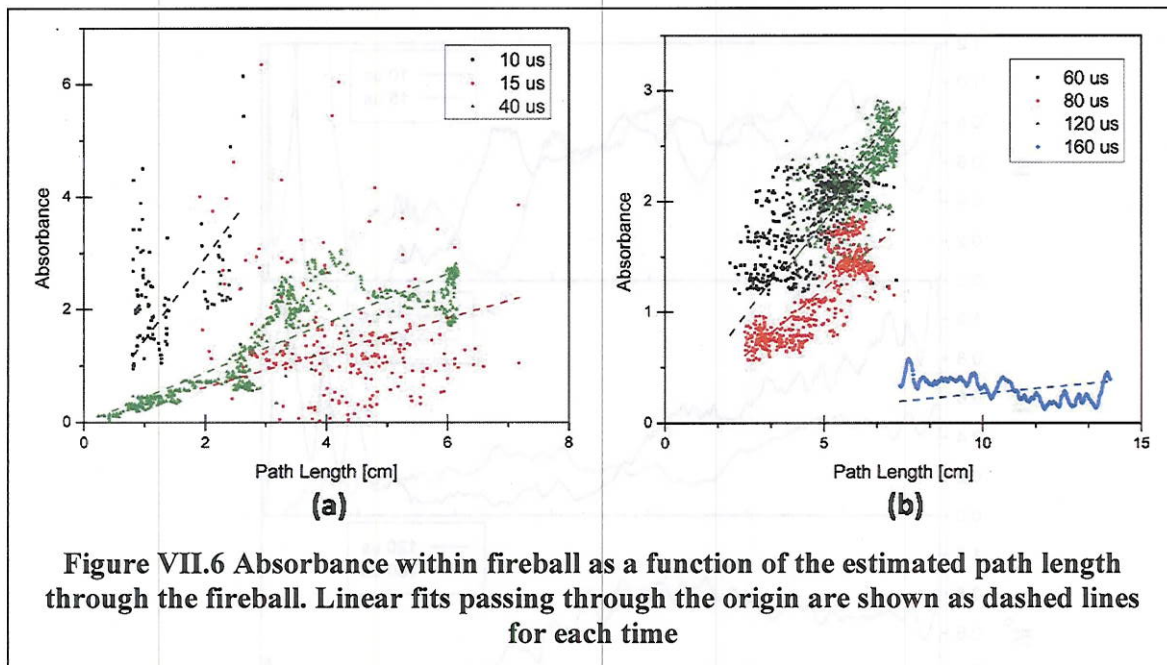 6
4
2
0
0
2
4
6
8
Absorbance
Path Length [cm]
10 us
15 us
40 us
(a)
3
2
1
0
0
5
10
15
Absorbance
Path Length [cm]
60 us
80 us
120 us
160 us
(b)
Figure VII.6 Absorbance within fireball as a function of the estimated path length
through the fireball. Linear fits passing through the origin are shown as dashed lines
for each time